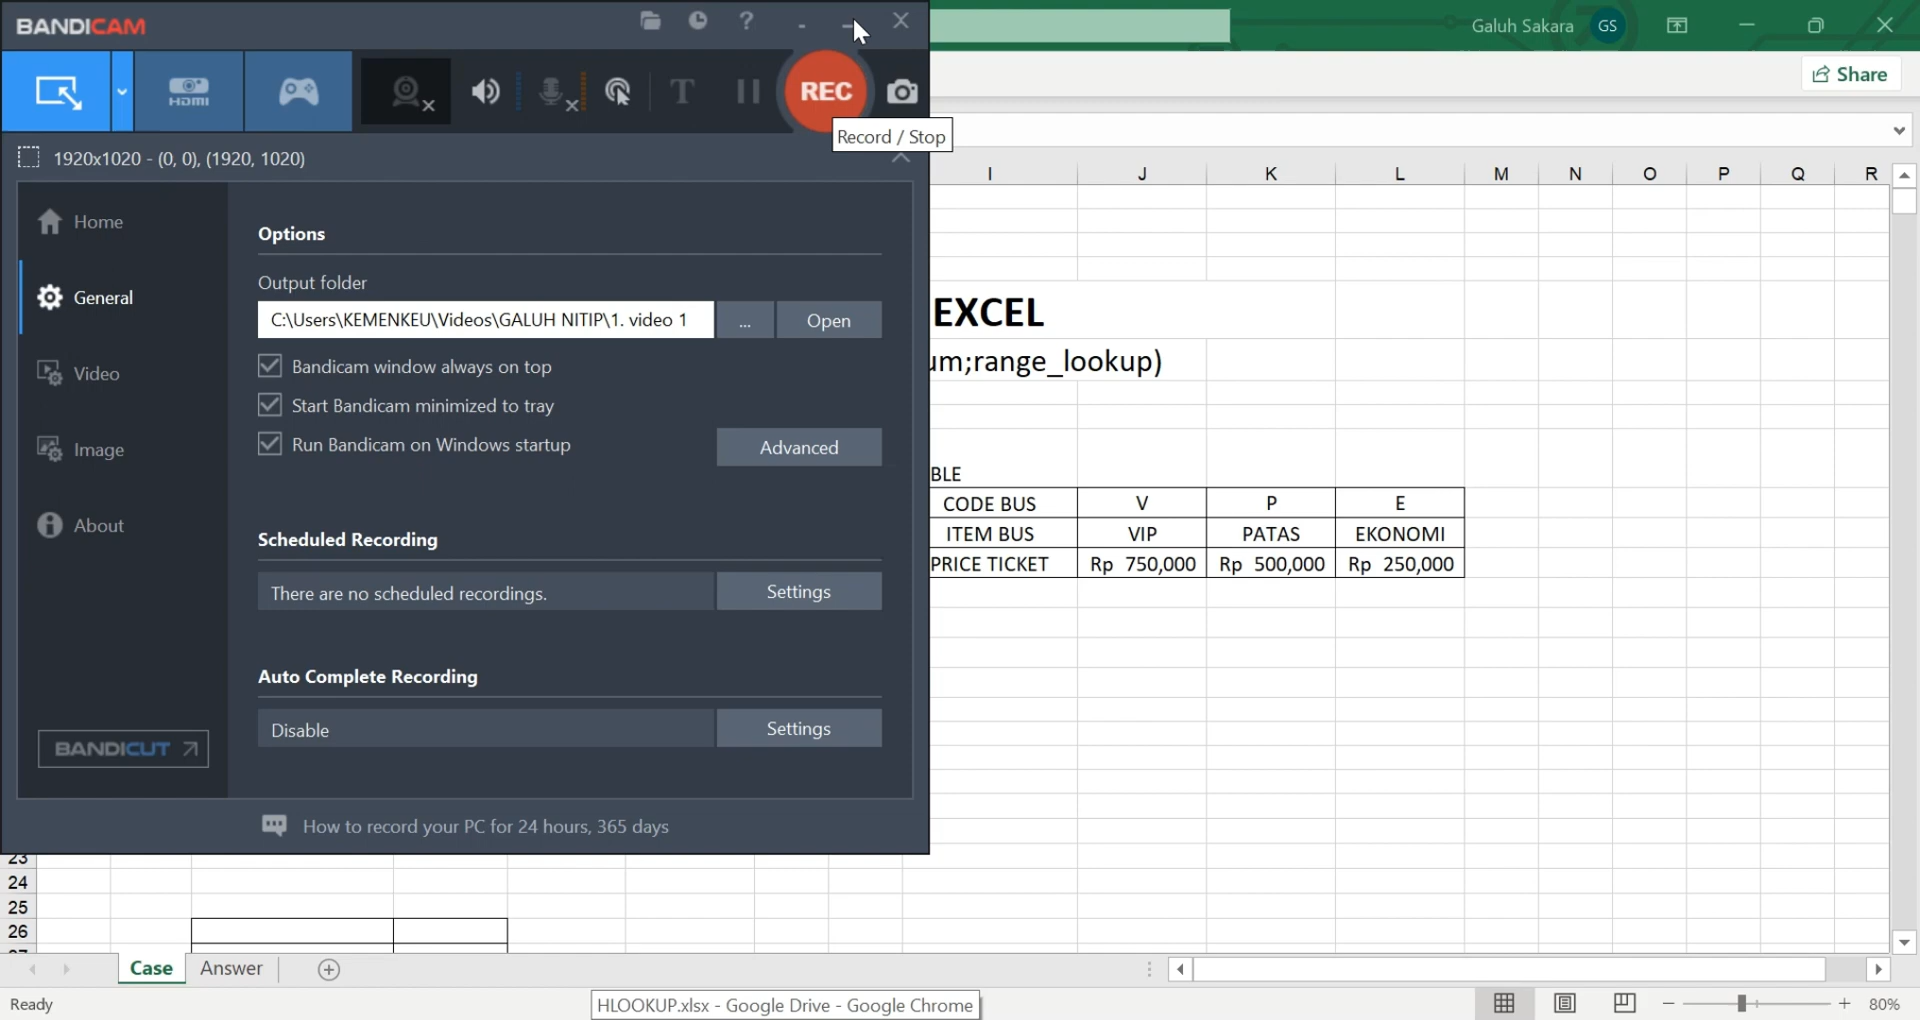 BANDICAM
?
Galuh Sakara GS
HDMI
T
REC
Share
Record / Stop
1920x1020 - (0, 0), (1920, 1020)
I J K L M N O P Q R
Home
General
Video
Image
About
BANDICUT
Options
Output folder
C:\Users\KEMENKEU\Videos\GALUH NITIP\1. video 1 ... Open
Bandicam window always on top
Start Bandicam minimized to tray
Run Bandicam on Windows startup Advanced
Scheduled Recording
There are no scheduled recordings. Settings
Auto Complete Recording
Disable Settings
How to record your PC for 24 hours, 365 days
EXCEL
um;range_lookup)
BLE
CODE BUS V P E
ITEM BUS VIP PATAS EKONOMI
PRICE TICKET Rp 750,000 Rp 500,000 Rp 250,000
23
24
25
26
Case Answer
Ready
HLOOKUP.xlsx - Google Drive - Google Chrome
80%